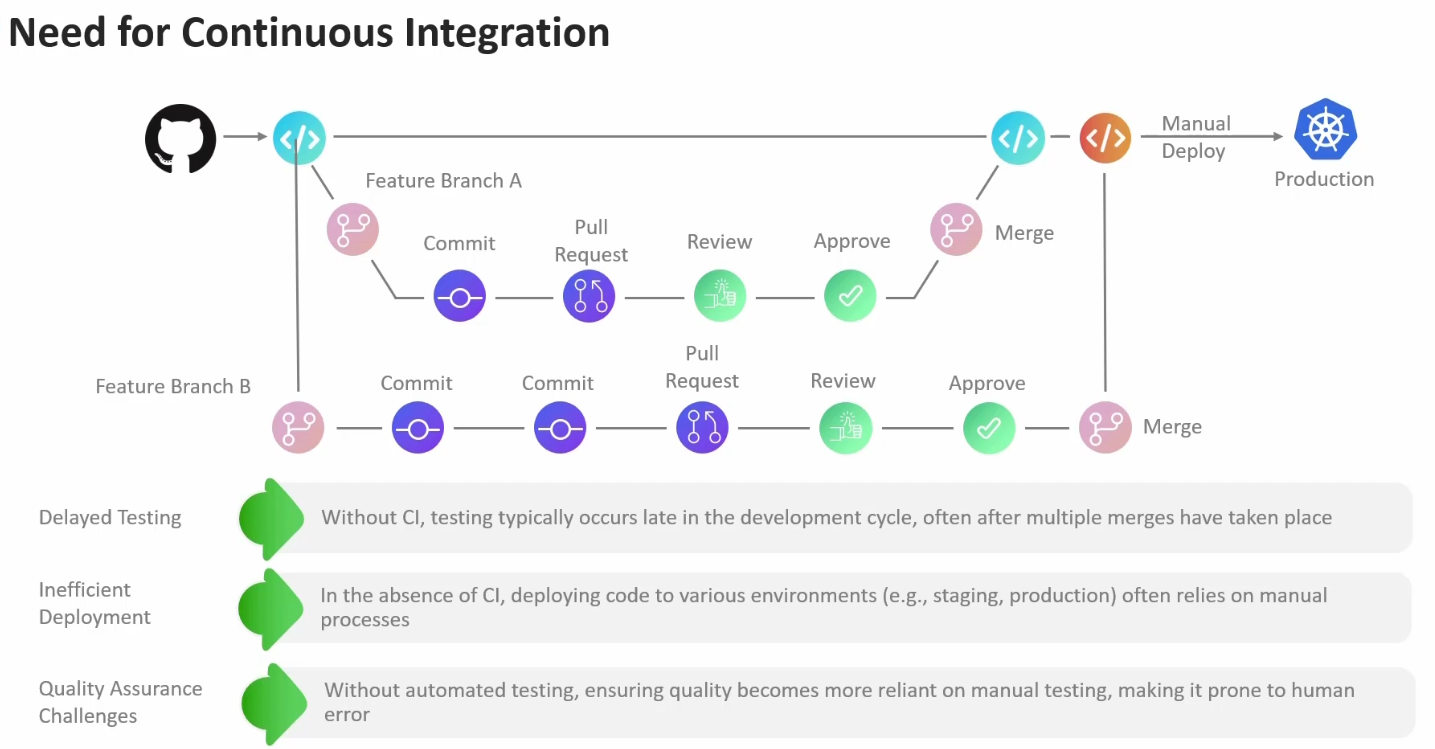 Need for Continuous Integration
Manual
Deploy
Production
Feature Branch A
Commit
Pull
Request
Review
Approve
Merge
Feature Branch B
Commit
Commit
Pull
Request
Review
Approve
Merge
Delayed Testing
Without CI, testing typically occurs late in the development cycle, often after multiple merges have taken place
Inefficient
Deployment
In the absence of CI, deploying code to various environments (e.g., staging, production) often relies on manual
processes
Quality Assurance
Challenges
Without automated testing, ensuring quality becomes more reliant on manual testing, making it prone to human
error